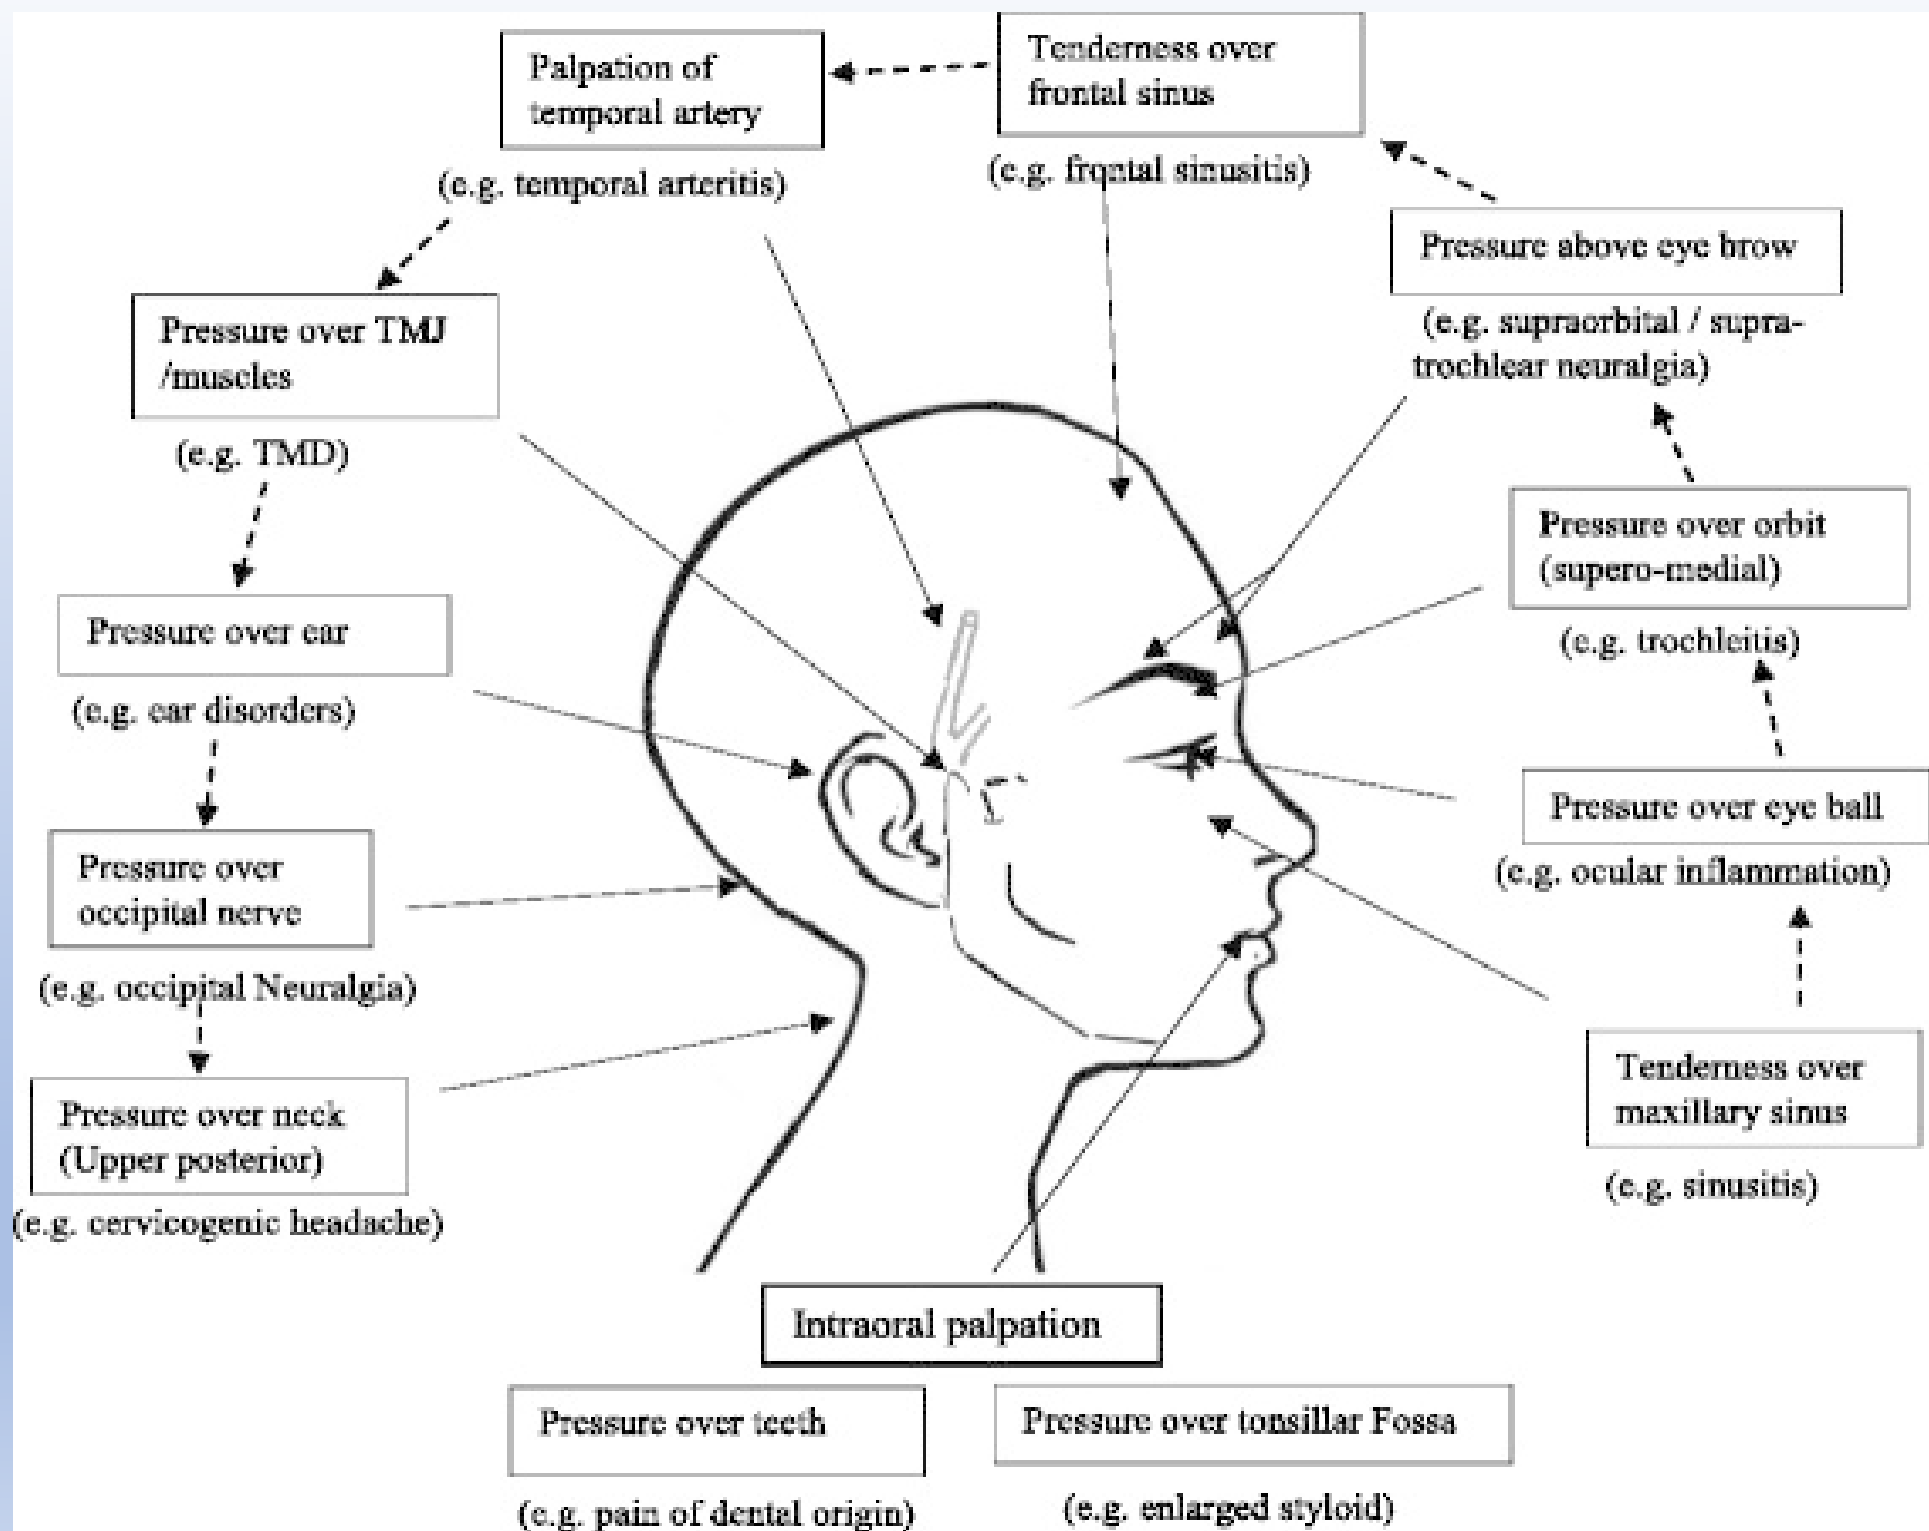 Palpation of
temporal artery
(e.g. temporal arteritis)
Tenderness over
frontal sinus
(e.g. frontal sinusitis)
Pressure above eye brow
(e.g. supraorbital / supra-
trochlear neuralgia)
Pressure over TMJ
/muscles
(e.g. TMD)
Pressure over orbit
(supero-medial)
(e.g. trochleitis)
Pressure over ear
(e.g. ear disorders)
Pressure over eye ball
(e.g. ocular inflammation)
Pressure over
occipital nerve
(e.g. occipital Neuralgia)
Tenderness over
maxillary sinus
(e.g. sinusitis)
Pressure over neck
(Upper posterior)
(e.g. cervicogenic headache)
Intraoral palpation
Pressure over teeth
(e.g. pain of dental origin)
Pressure over tonsillar Fossa
(e.g. enlarged styloid)